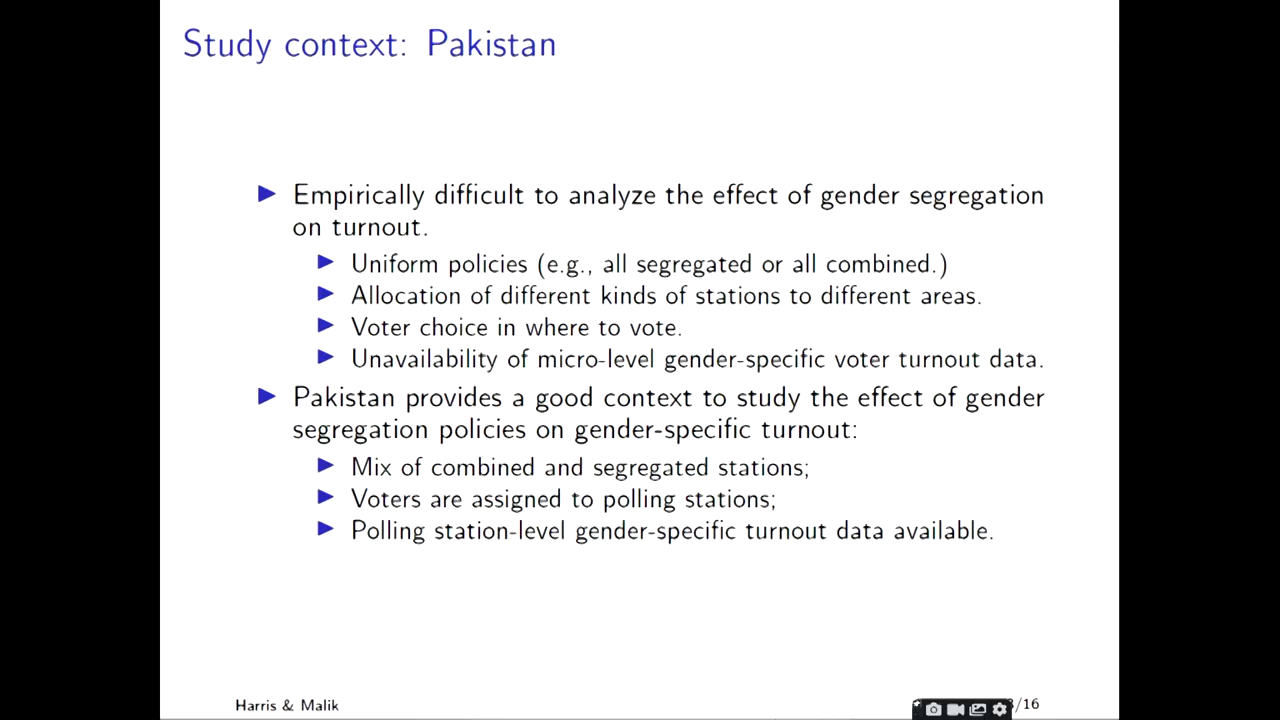 Study context: Pakistan
Empirically difficult to analyze the effect of gender segregation
on turnout.
Uniform policies (e.g., all segregated or all combined.)
Allocation of different kinds of stations to different areas.
Voter choice in where to vote.
Unavailability of micro-level gender-specific voter turnout data.
Pakistan provides a good context to study the effect of gender
segregation policies on gender-specific turnout:
Mix of combined and segregated stations;
Voters are assigned to polling stations;
Polling station-level gender-specific turnout data available.
Harris & Malik
/16